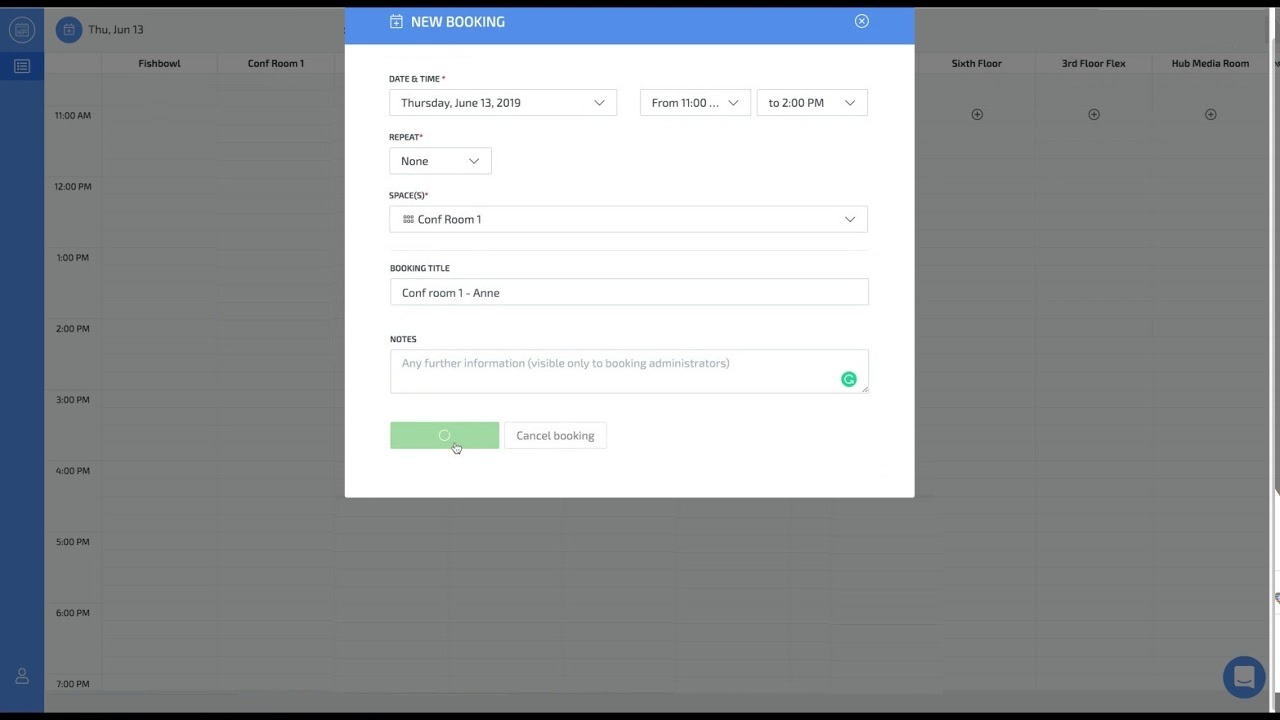 Thu, Jun 13
NEW BOOKING
Fishbowl
Conf Room 1
Sixth Floor
3rd Floor Flex
Hub Media Room
DATE & TIME *
Thursday, June 13, 2019
From 11:00 ...
to 2:00 PM
REPEAT*
None
SPACE(S)*
Conf Room 1
BOOKING TITLE
Conf room 1 - Anne
NOTES
Any further information (visible only to booking administrators)
Cancel booking
11:00 AM
12:00 PM
1:00 PM
2:00 PM
3:00 PM
4:00 PM
5:00 PM
6:00 PM
7:00 PM